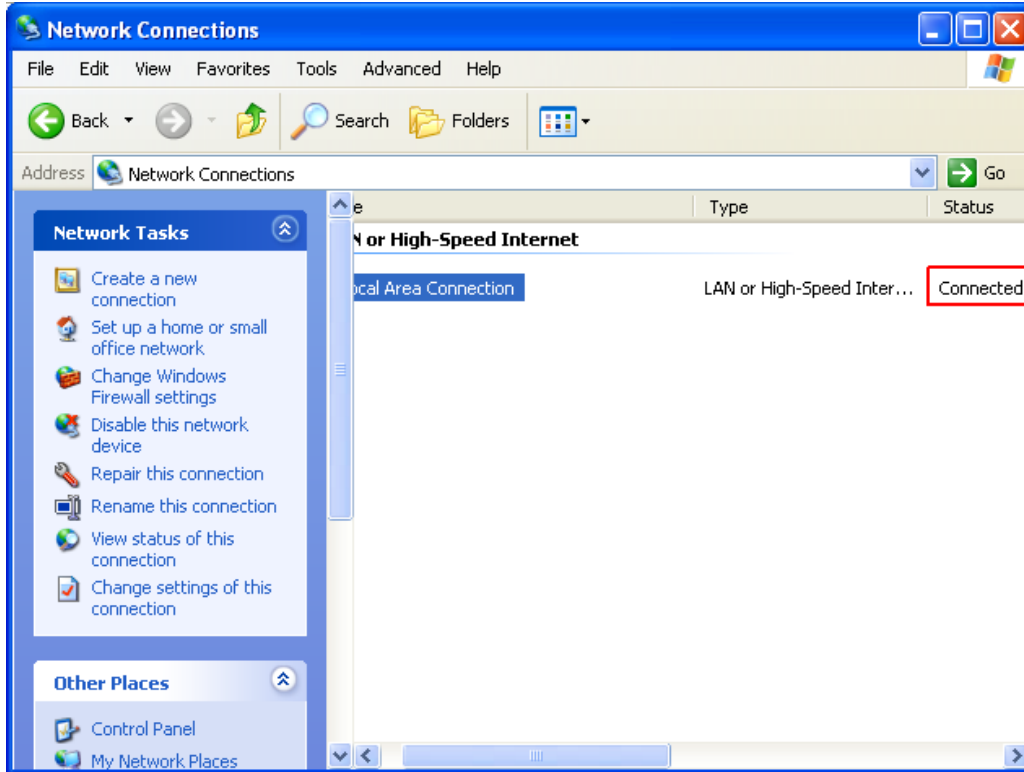 Network Connections
File Edit View Favorites Tools Advanced Help
Back Search Folders
Address Network Connections Go
e Type Status
Network Tasks
N or High-Speed Internet
Create a new
connection
ocal Area Connection LAN or High-Speed Inter... Connected
Set up a home or small
office network
Change Windows
Firewall settings
Disable this network
device
Repair this connection
Rename this connection
View status of this
connection
Change settings of this
connection
Other Places
Control Panel
My Network Places